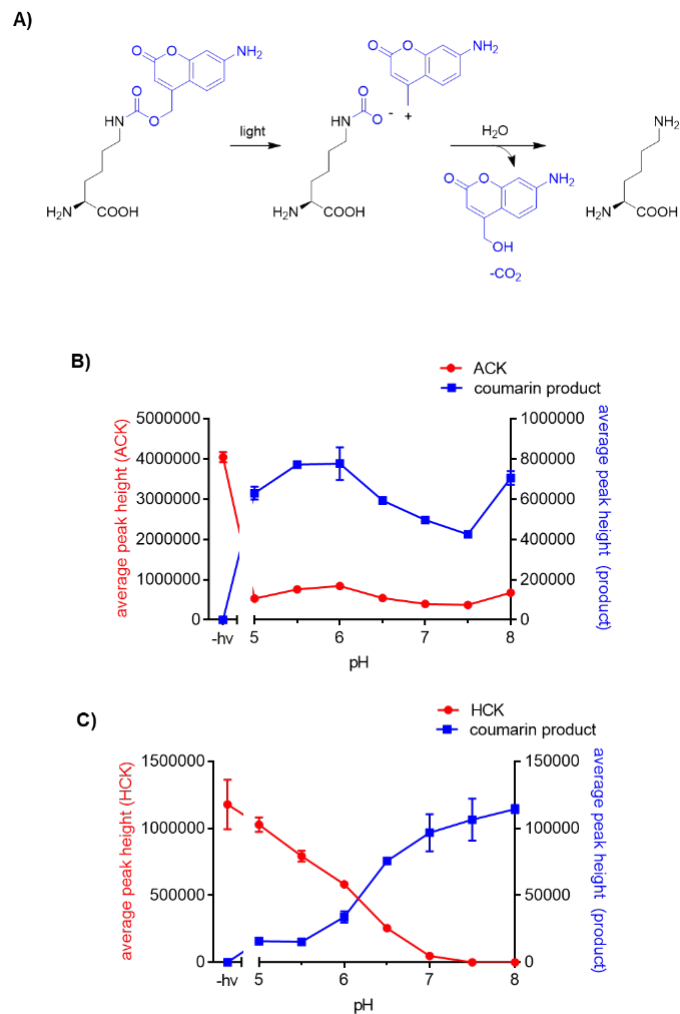 A)
O
O
NH2
O
NH
O
O
H2N
COOH
light
O
O
NH2
O
NH
O
-
+
H2N
COOH
H2O
O
O
NH2
OH
-CO2
NH2
H2N
COOH
B)
ACK
coumarin product
average peak height (ACK)
5000000
4000000
3000000
2000000
1000000
0
1000000
800000
600000
400000
200000
0
average peak height (product)
-hv
5
6
7
8
pH
C)
HCK
coumarin product
average peak height (HCK)
1500000
1000000
500000
0
150000
100000
50000
0
average peak height (product)
-hv
5
6
7
8
pH